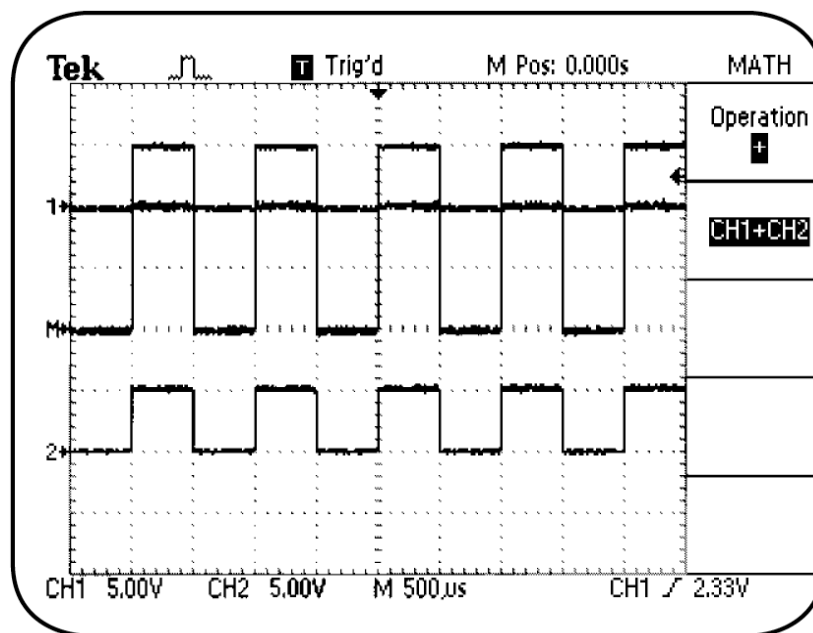 Tek T Trig'd M Pos: 0.000s MATH
Operation
+
CH1+CH2
1
M
2
CH1 5.00V CH2 5.00V M 500µs CH1 2.33V